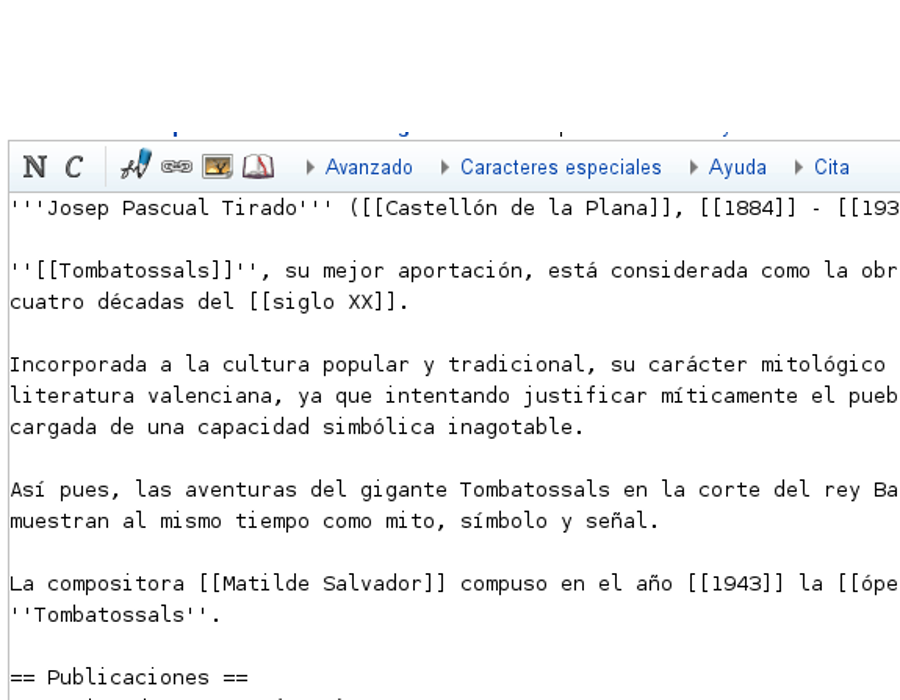 N C Avanzado Caracteres especiales Ayuda Cita
'''Josep Pascual Tirado''' ([[Castellón de la Plana]], [[1884]] - [[193
''[[Tombatossals]]'', su mejor aportación, está considerada como la obr
cuatro décadas del [[siglo XX]].
Incorporada a la cultura popular y tradicional, su carácter mitológico
literatura valenciana, ya que intentando justificar míticamente el pueb
cargada de una capacidad simbólica inagotable.
Así pues, las aventuras del gigante Tombatossals en la corte del rey Ba
muestran al mismo tiempo como mito, símbolo y señal.
La compositora [[Matilde Salvador]] compuso en el año [[1943]] la [[ópe
''Tombatossals''.
== Publicaciones ==